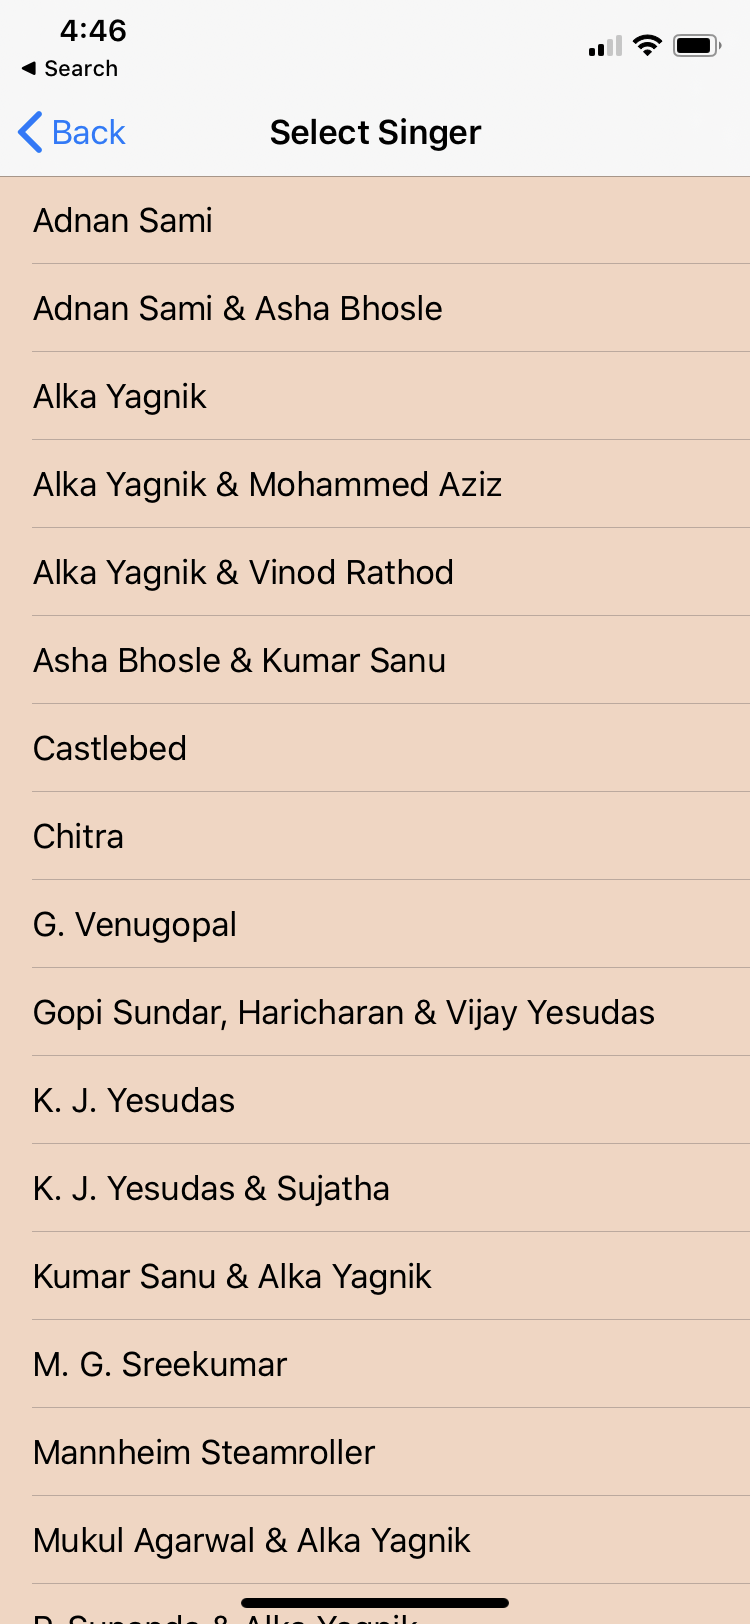 4:46
Search
Back
Select Singer
Adnan Sami
Adnan Sami & Asha Bhosle
Alka Yagnik
Alka Yagnik & Mohammed Aziz
Alka Yagnik & Vinod Rathod
Asha Bhosle & Kumar Sanu
Castlebed
Chitra
G. Venugopal
Gopi Sundar, Haricharan & Vijay Yesudas
K. J. Yesudas
K. J. Yesudas & Sujatha
Kumar Sanu & Alka Yagnik
M. G. Sreekumar
Mannheim Steamroller
Mukul Agarwal & Alka Yagnik
& Alka Yagnik